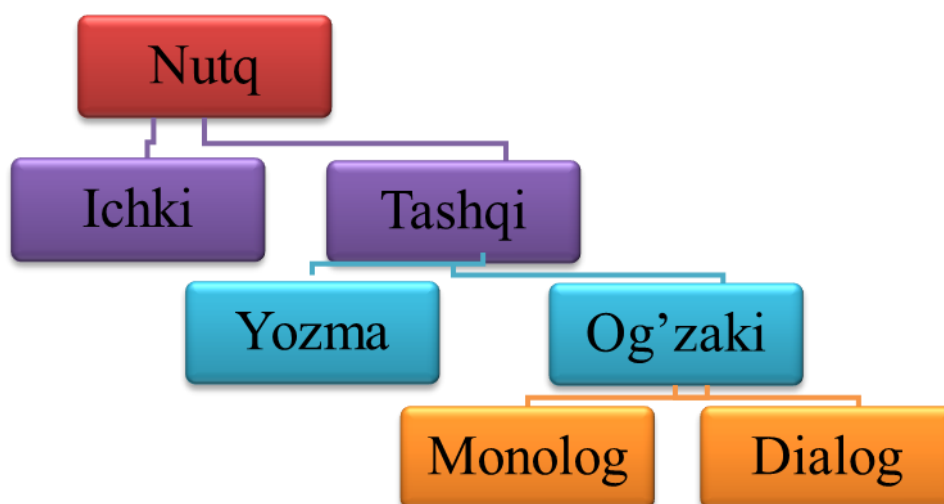 Nutq
Ichki
Tashqi
Yozma
Og’zaki
Monolog
Dialog